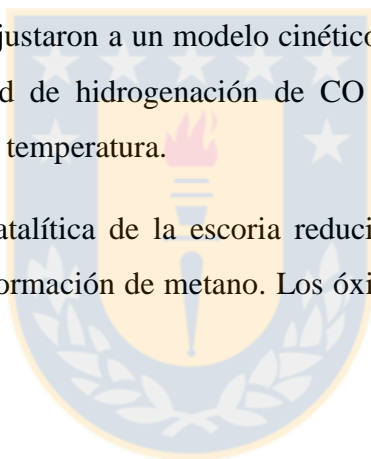 justaron a un modelo cinético
d de hidrogenación de CO
temperatura.
atalítica de la escoria reduci
ormación de metano. Los óxi